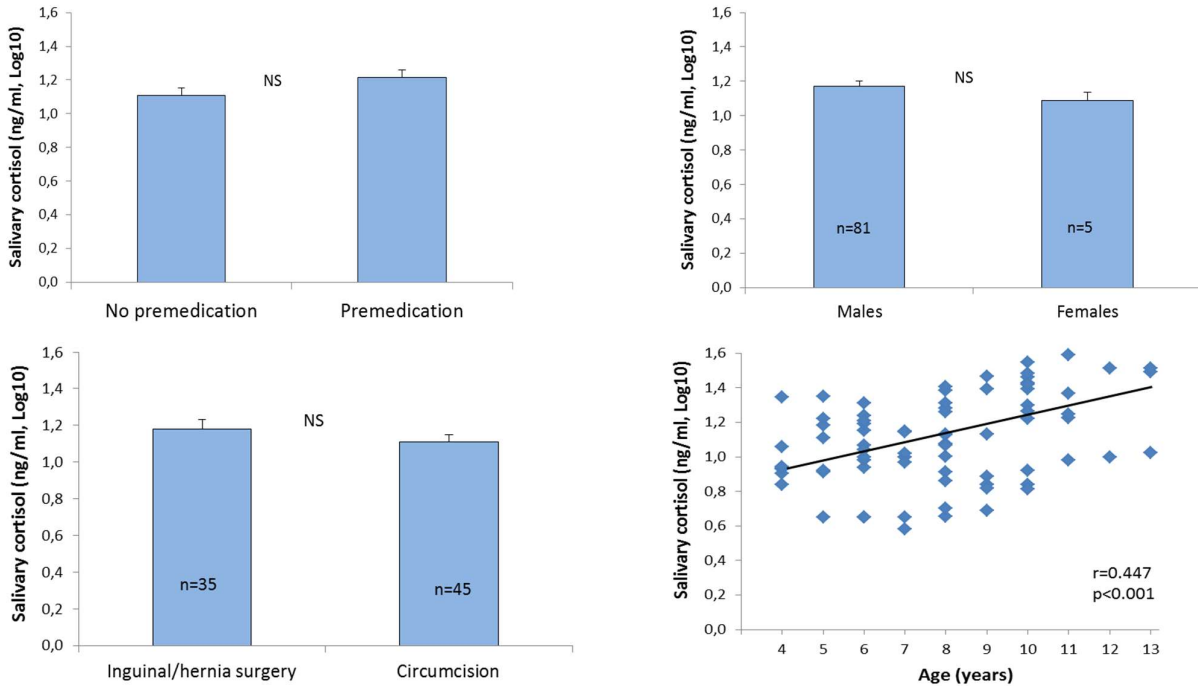 Salivary cortisol (ng/ml, Log10)
1,6
1,4
1,2
1,0
0,8
0,6
0,4
0,2
0,0
NS
No premedication
Premedication
Salivary cortisol (ng/ml, Log10)
1,6
1,4
1,2
1,0
0,8
0,6
0,4
0,2
0,0
NS
n=81
n=5
Males
Females
Salivary cortisol (ng/ml, Log10)
1,6
1,4
1,2
1,0
0,8
0,6
0,4
0,2
0,0
NS
n=35
n=45
Inguinal/hernia surgery
Circumcision
Salivary cortisol (ng/ml, Log10)
1,6
1,4
1,2
1,0
0,8
0,6
0,4
0,2
0,0
r=0.447
p<0.001
4 5 6 7 8 9 10 11 12 13
Age (years)